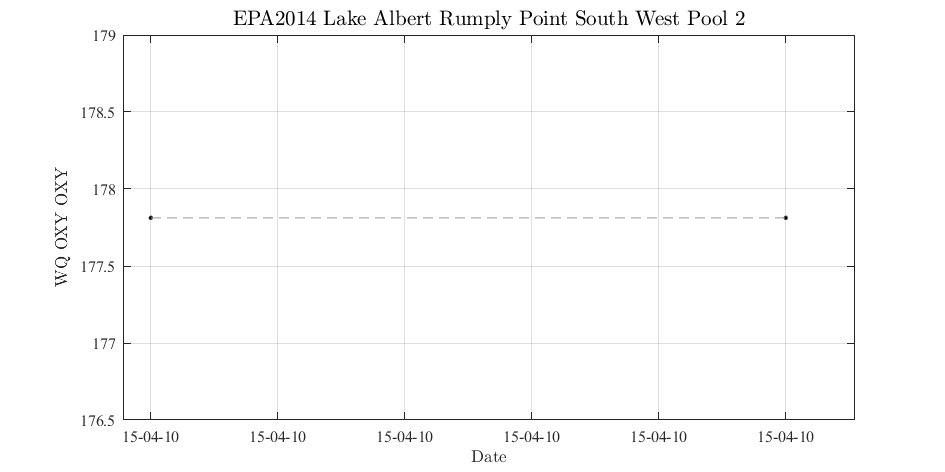 EPA2014 Lake Albert Rumply Point South West Pool 2
179
178.5
178
177.5
177
176.5
WQ OXY OXY
15-04-10 15-04-10 15-04-10 15-04-10 15-04-10 15-04-10
Date